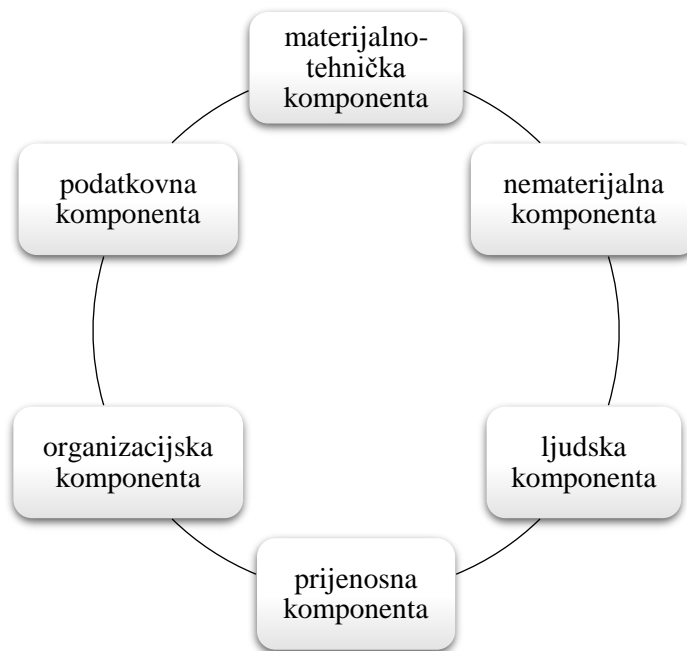 materijalno-
tehnička
komponenta
nematerijalna
komponenta
ljudska
komponenta
prijenosna
komponenta
organizacijska
komponenta
podatkovna
komponenta